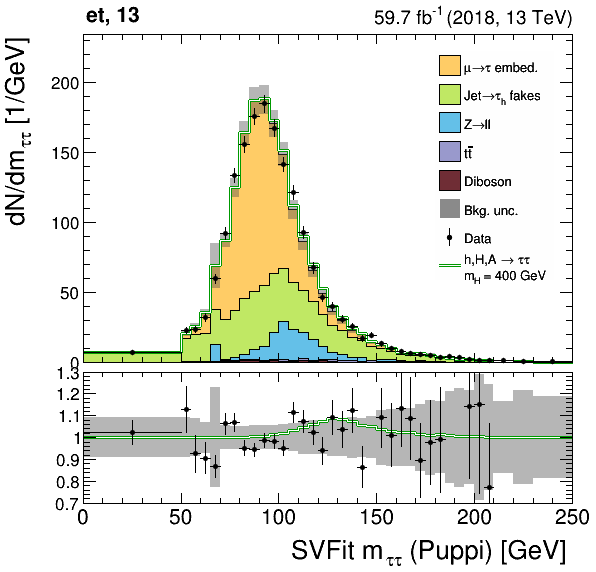 et, 13
59.7 fb⁻¹ (2018, 13 TeV)
dN/dm_ττ [1/GeV]
200
150
100
50
0
μ→τ embed.
Jet→τ_h fakes
Z→ll
tt̅
Diboson
Bkg. unc.
Data
h,H,A → ττ
m_H = 400 GeV
1.3
1.2
1.1
1
0.9
0.8
0.7
0 50 100 150 200 250
SVFit m_ττ (Puppi) [GeV]